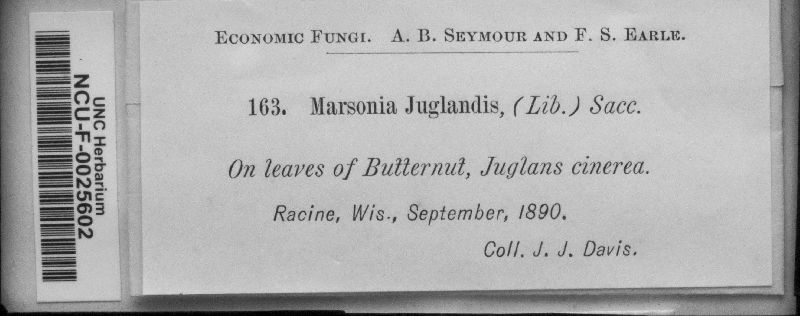 ECONOMIC FUNGI. A. B. SEYMOUR AND F. S. EARLE.
163. Marsonia Juglandis, (Lib.) Sacc.
On leaves of Butternut, Juglans cinerea.
Racine, Wis., September, 1890.
Coll. J. J. Davis.
UNC Herbarium
NCU-F-0025602